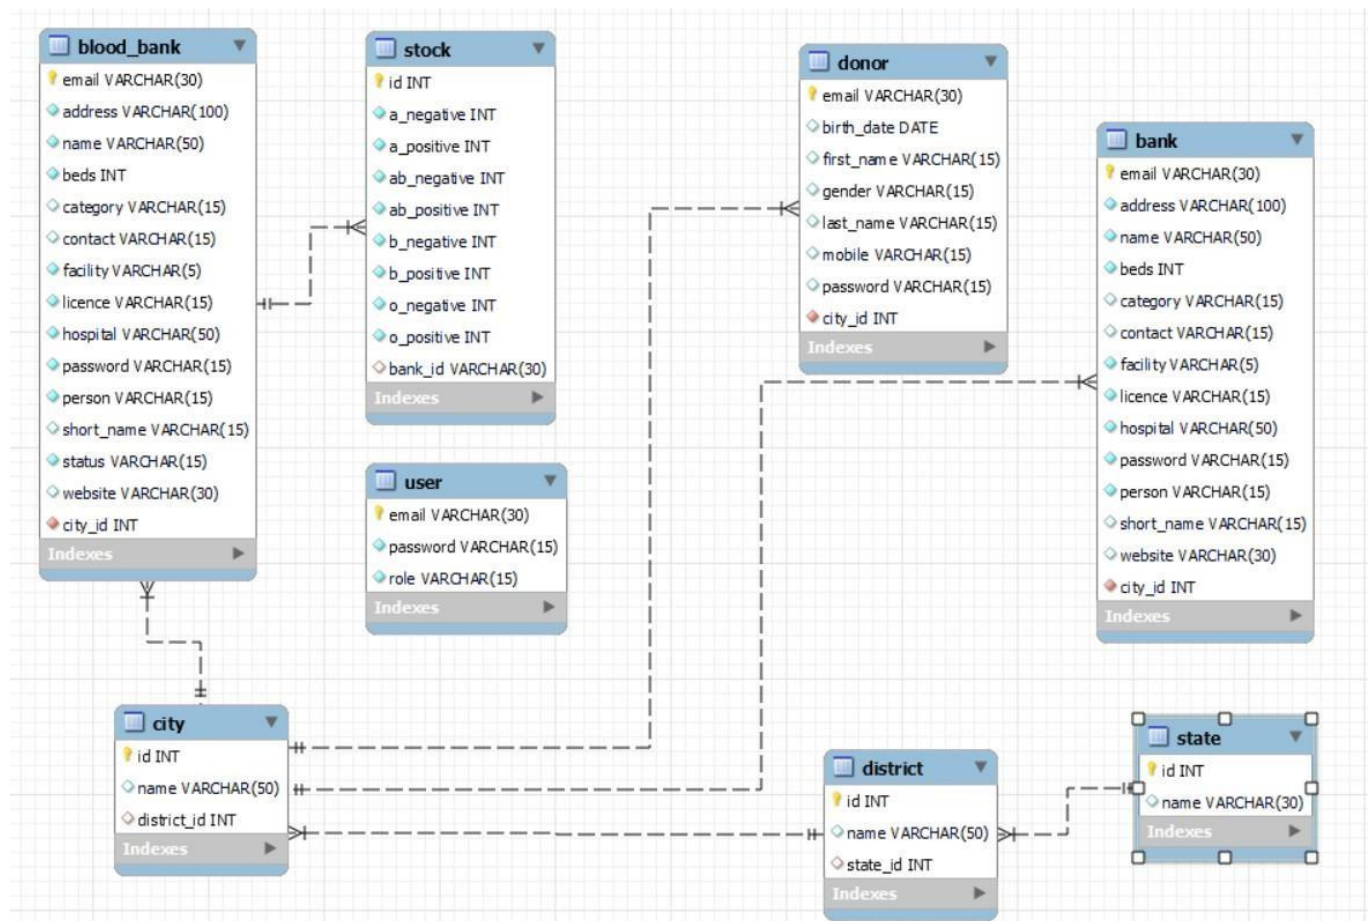 blood_bank
email VARCHAR(30)
address VARCHAR(100)
name VARCHAR(50)
beds INT
category VARCHAR(15)
contact VARCHAR(15)
facility VARCHAR(5)
licence VARCHAR(15)
hospital VARCHAR(50)
password VARCHAR(15)
person VARCHAR(15)
short_name VARCHAR(15)
status VARCHAR(15)
website VARCHAR(30)
city_id INT
Indexes
stock
id INT
a_negative INT
a_positive INT
ab_negative INT
ab_positive INT
b_negative INT
b_positive INT
o_negative INT
o_positive INT
bank_id VARCHAR(30)
Indexes
donor
email VARCHAR(30)
birth_date DATE
first_name VARCHAR(15)
gender VARCHAR(15)
last_name VARCHAR(15)
mobile VARCHAR(15)
password VARCHAR(15)
city_id INT
Indexes
bank
email VARCHAR(30)
address VARCHAR(100)
name VARCHAR(50)
beds INT
category VARCHAR(15)
contact VARCHAR(15)
facility VARCHAR(5)
licence VARCHAR(15)
hospital VARCHAR(50)
password VARCHAR(15)
person VARCHAR(15)
short_name VARCHAR(15)
website VARCHAR(30)
city_id INT
Indexes
user
email VARCHAR(30)
password VARCHAR(15)
role VARCHAR(15)
Indexes
city
id INT
name VARCHAR(50)
district_id INT
Indexes
district
id INT
name VARCHAR(50)
state_id INT
Indexes
state
id INT
name VARCHAR(30)
Indexes